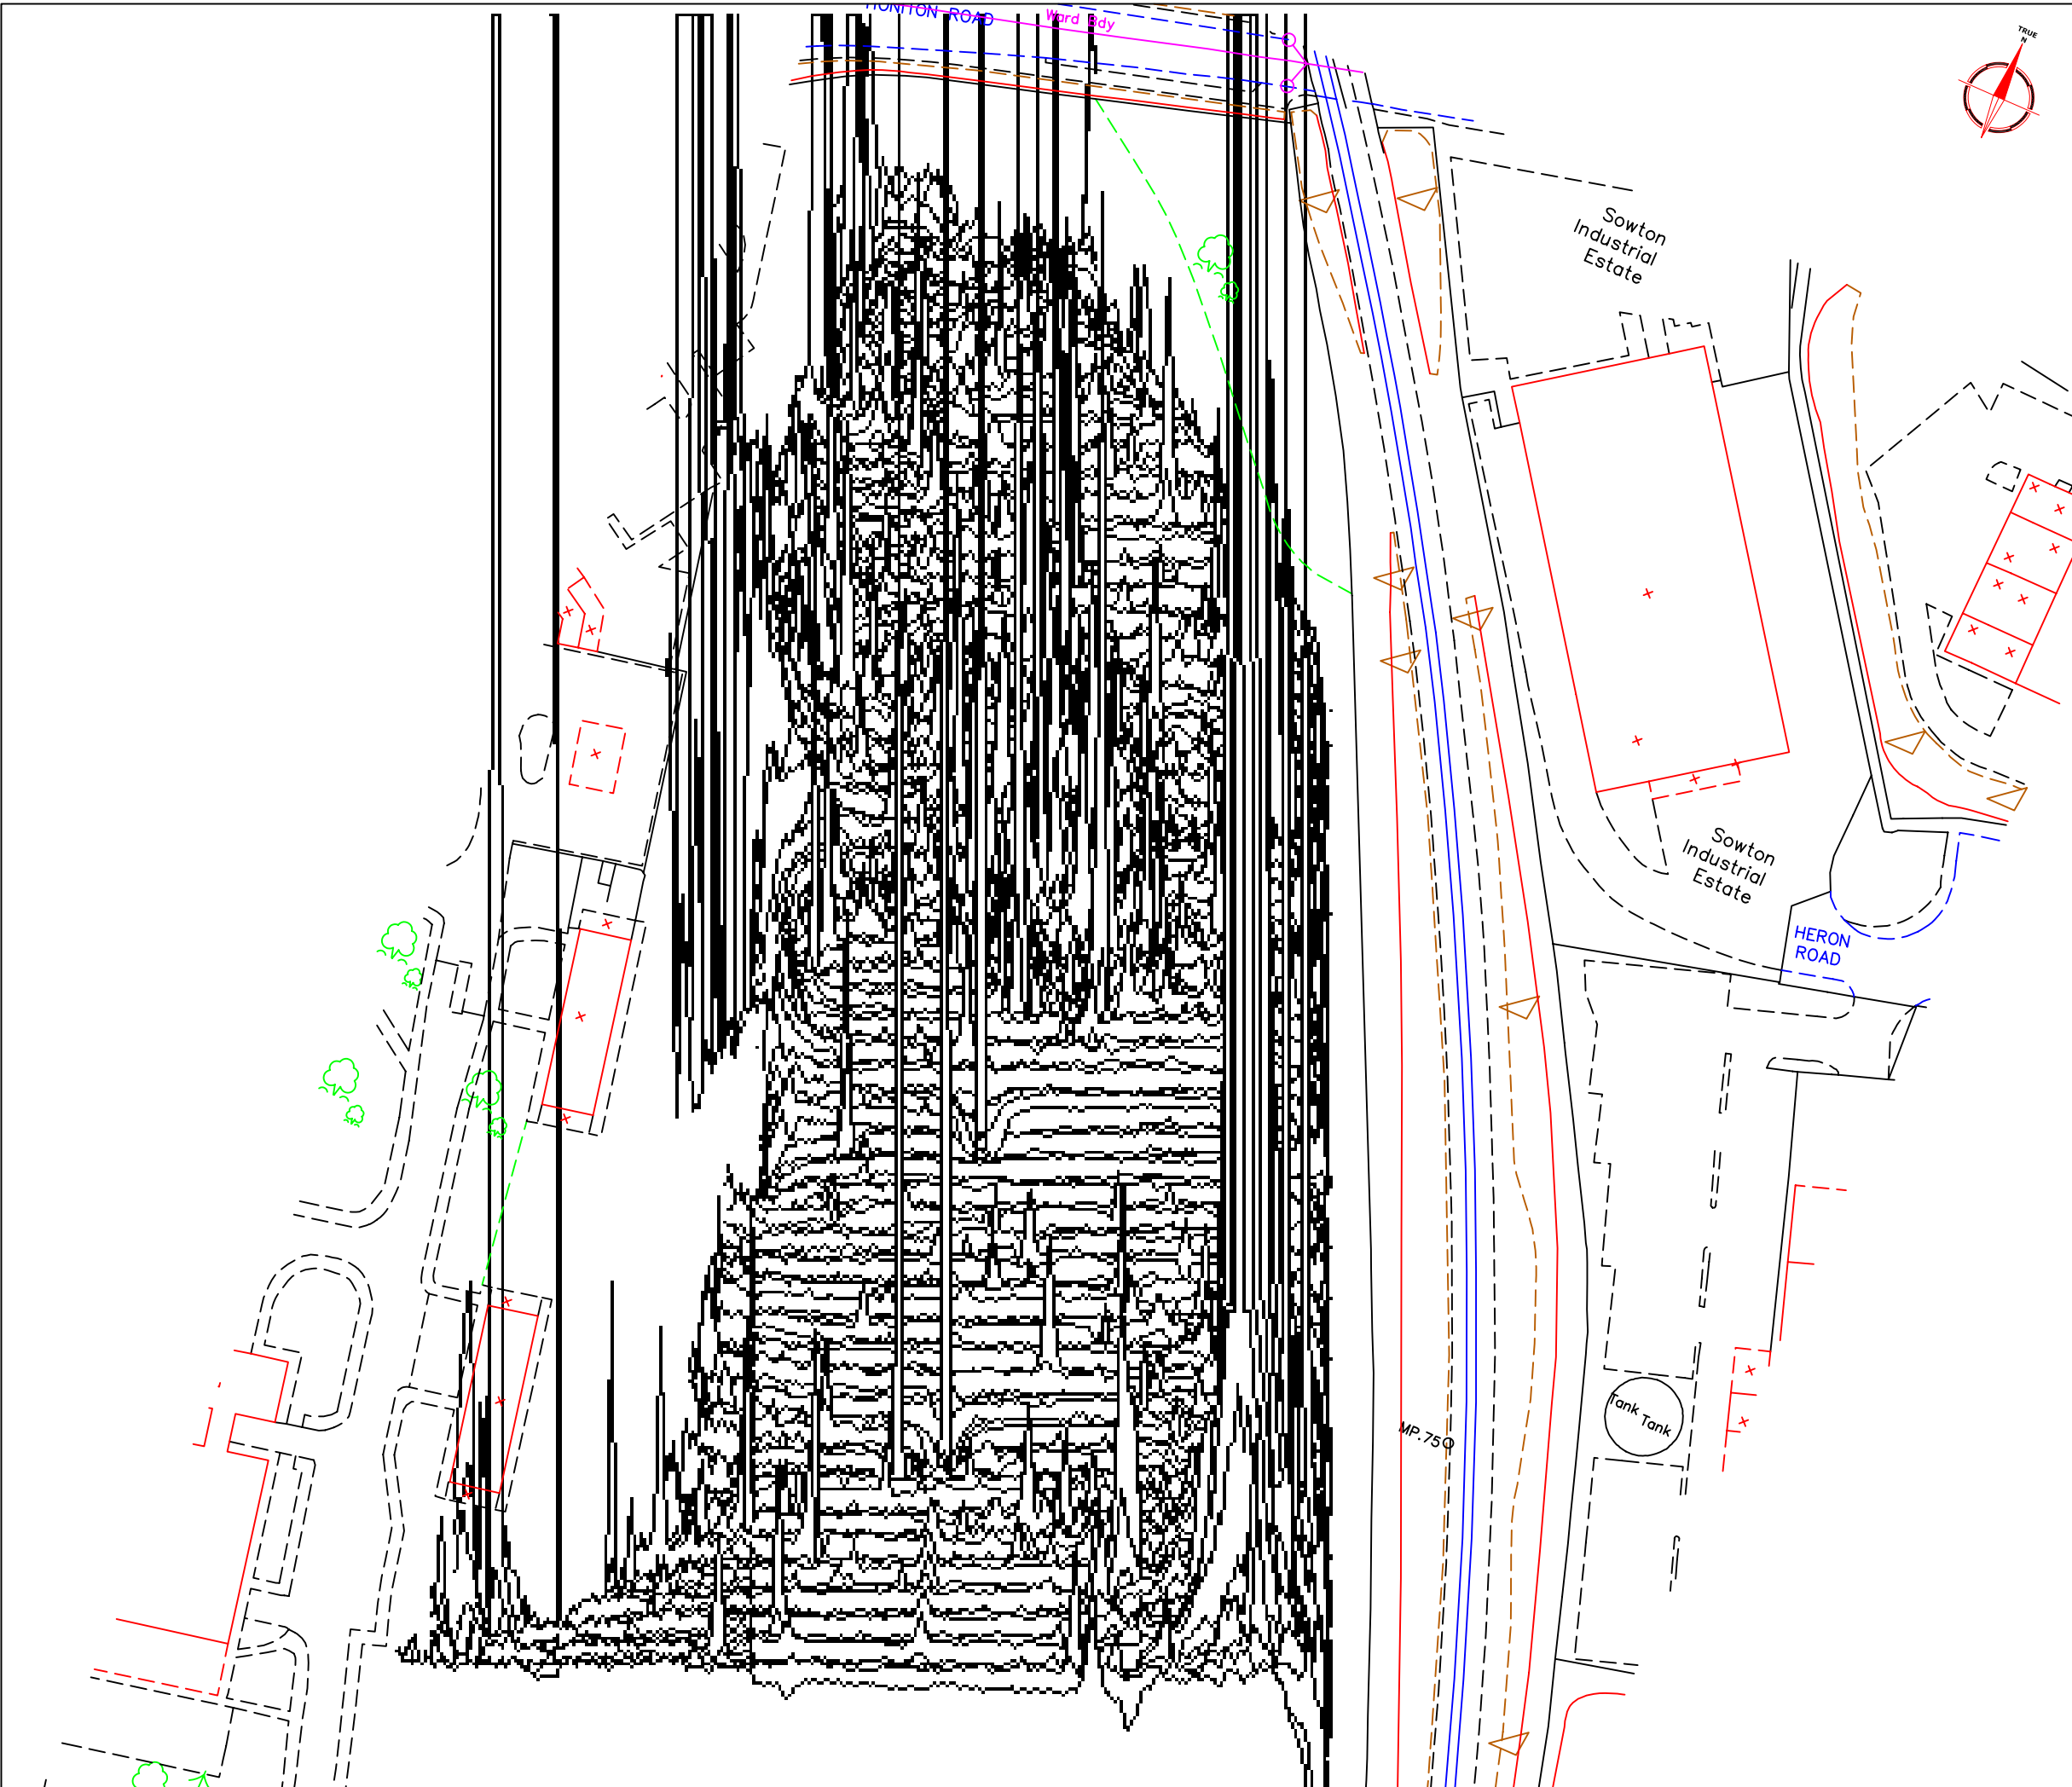 HONITON ROAD
Ward Bdy
TRUE
N
Sowton
Industrial
Estate
Sowton
Industrial
Estate
HERON
ROAD
Tank Tank
MP.75